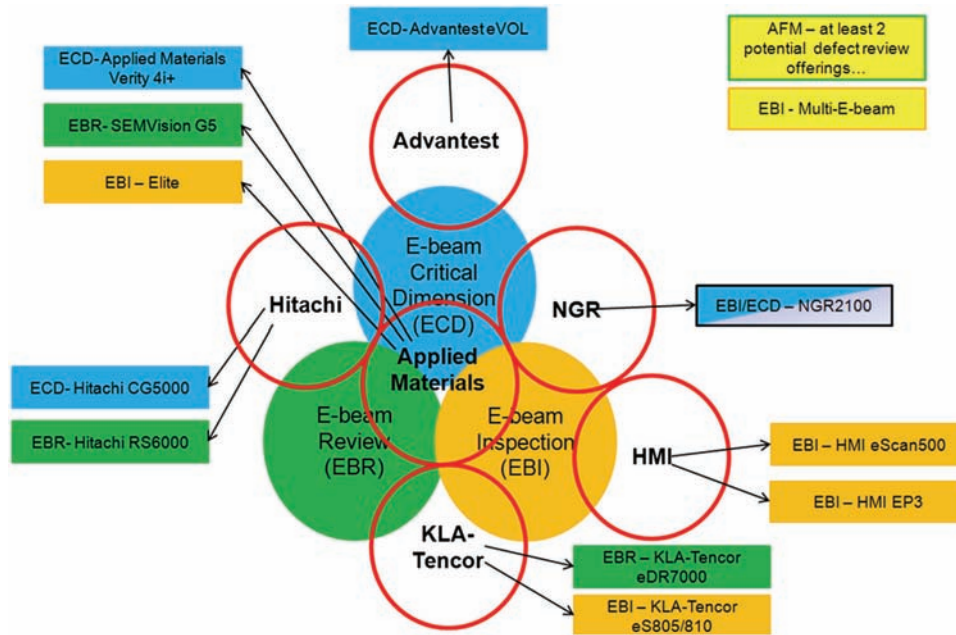 ECD-Advantest eVOL
ECD-Applied Materials
Verity 4i+
EBR- SEMVision G5
EBI – Elite
AFM – at least 2
potential defect review
offerings…
EBI - Multi-E-beam
Advantest
E-beam
Critical
Dimension
(ECD)
Hitachi
NGR
EBI/ECD – NGR2100
Applied
Materials
ECD- Hitachi CG5000
EBR- Hitachi RS6000
E-beam
Review
(EBR)
E-beam
Inspection
(EBI)
HMI
EBI – HMI eScan500
EBI – HMI EP3
KLA-
Tencor
EBR – KLA-Tencor
eDR7000
EBI – KLA-Tencor
eS805/810